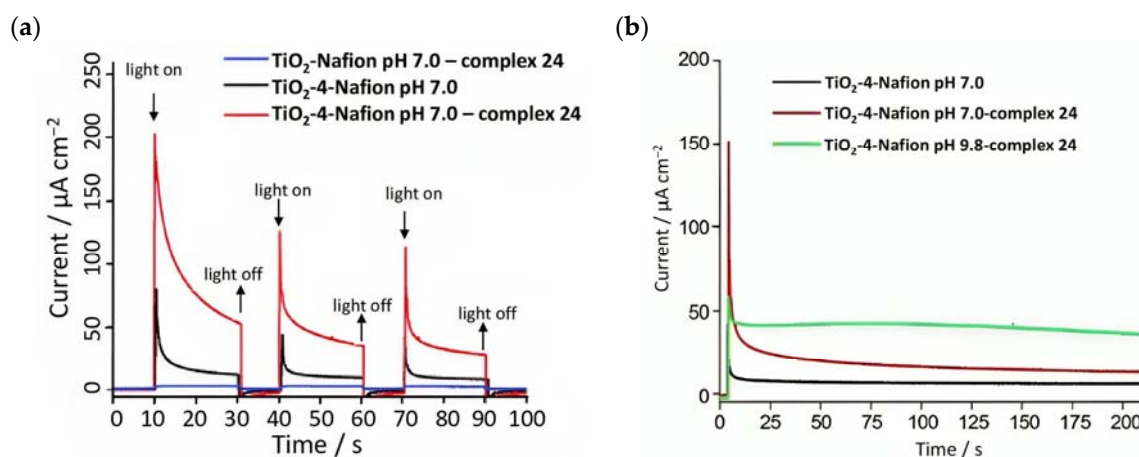 (a)
250
200
150
100
50
0
Current / µA cm⁻²
0 10 20 30 40 50 60 70 80 90 100
Time / s
TiO₂-Nafion pH 7.0 – complex 24
TiO₂-4-Nafion pH 7.0
TiO₂-4-Nafion pH 7.0 – complex 24
light on
light off
light on
light off
light on
light off
(b)
200
150
100
50
0
Current / µA cm⁻²
0 25 50 75 100 125 150 175 200
Time / s
TiO₂-4-Nafion pH 7.0
TiO₂-4-Nafion pH 7.0-complex 24
TiO₂-4-Nafion pH 9.8-complex 24